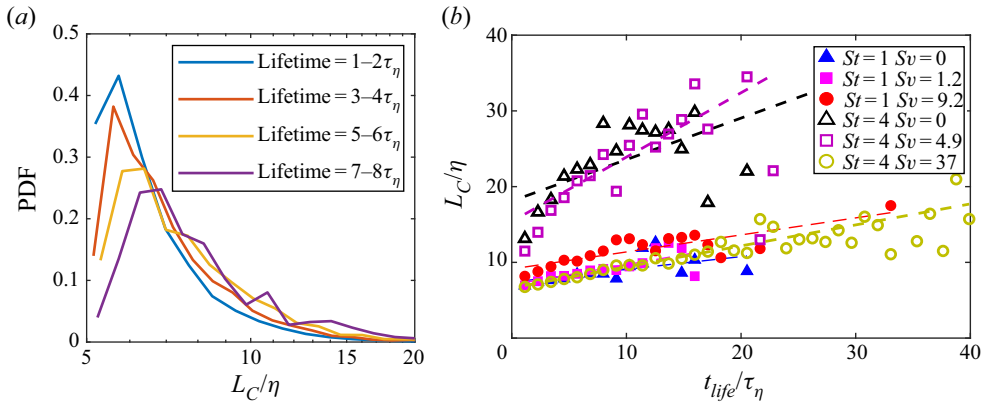 (a)
0.5
0.4
0.3
0.2
0.1
0
PDF
5
10
15
20
L_C/η
Lifetime = 1–2τ_η
Lifetime = 3–4τ_η
Lifetime = 5–6τ_η
Lifetime = 7–8τ_η
(b)
40
30
20
10
0
L_C/η
0
10
20
30
40
t_life/τ_η
St = 1 Sv = 0
St = 1 Sv = 1.2
St = 1 Sv = 9.2
St = 4 Sv = 0
St = 4 Sv = 4.9
St = 4 Sv = 37